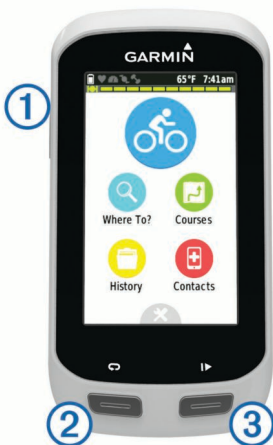 GARMIN
65°F 7:41am
1
Where To?
Courses
History
Contacts
2
3